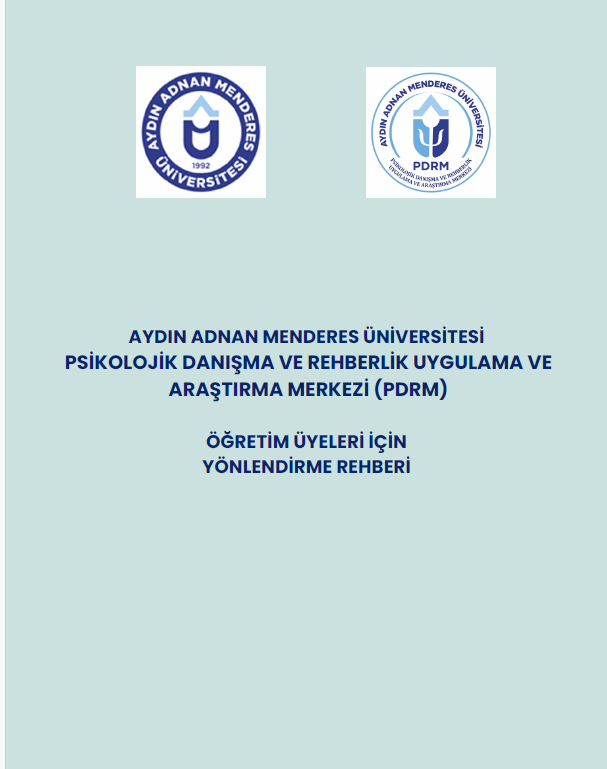 AYDIN ADNAN MENDERES ÜNİVERSİTESİ
1992
AYDIN ADNAN MENDERES ÜNİVERSİTESİ
PDRM
PSİKOLOJİK DANIŞMA VE REHBERLİK
UYGULAMA VE ARAŞTIRMA MERKEZİ
AYDIN ADNAN MENDERES ÜNİVERSİTESİ
PSİKOLOJİK DANIŞMA VE REHBERLİK UYGULAMA VE
ARAŞTIRMA MERKEZİ (PDRM)
ÖĞRETİM ÜYELERİ İÇİN
YÖNLENDİRME REHBERİ